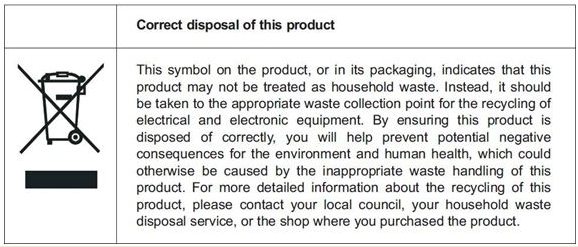 Correct disposal of this product
This symbol on the product, or in its packaging, indicates that this
product may not be treated as household waste. Instead, it should
be taken to the appropriate waste collection point for the recycling of
electrical and electronic equipment. By ensuring this product is
disposed of correctly, you will help prevent potential negative
consequences for the environment and human health, which could
otherwise be caused by the inappropriate waste handling of this
product. For more detailed information about the recycling of this
product, please contact your local council, your household waste
disposal service, or the shop where you purchased the product.